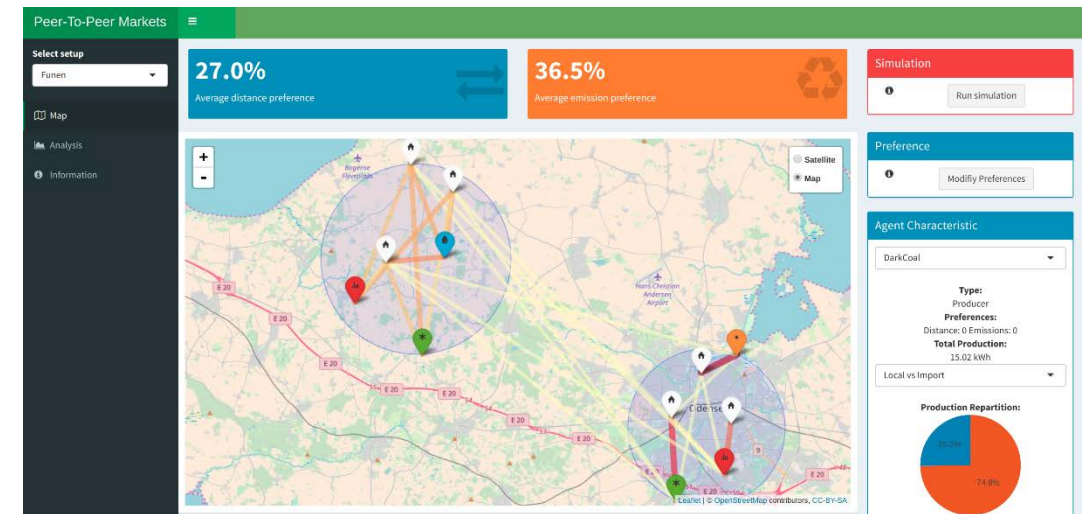 Peer-To-Peer Markets
Select setup
Funen
Map
Analysis
Information
27.0%
Average distance preference
36.5%
Average emission preference
+
-
Satellite
Map
Bogense
Hans Christian
Andersen
Airport
E 20
E 20
E 20
E 20
E 20
E 20
54
Odense
9
Leaflet | © OpenStreetMap contributors, CC-BY-SA
Simulation
Run simulation
Preference
Modifiy Preferences
Agent Characteristic
DarkCoal
Type:
Producer
Preferences:
Distance: 0 Emissions: 0
Total Production:
15.02 kWh
Local vs Import
Production Repartition:
25.2%
74.8%